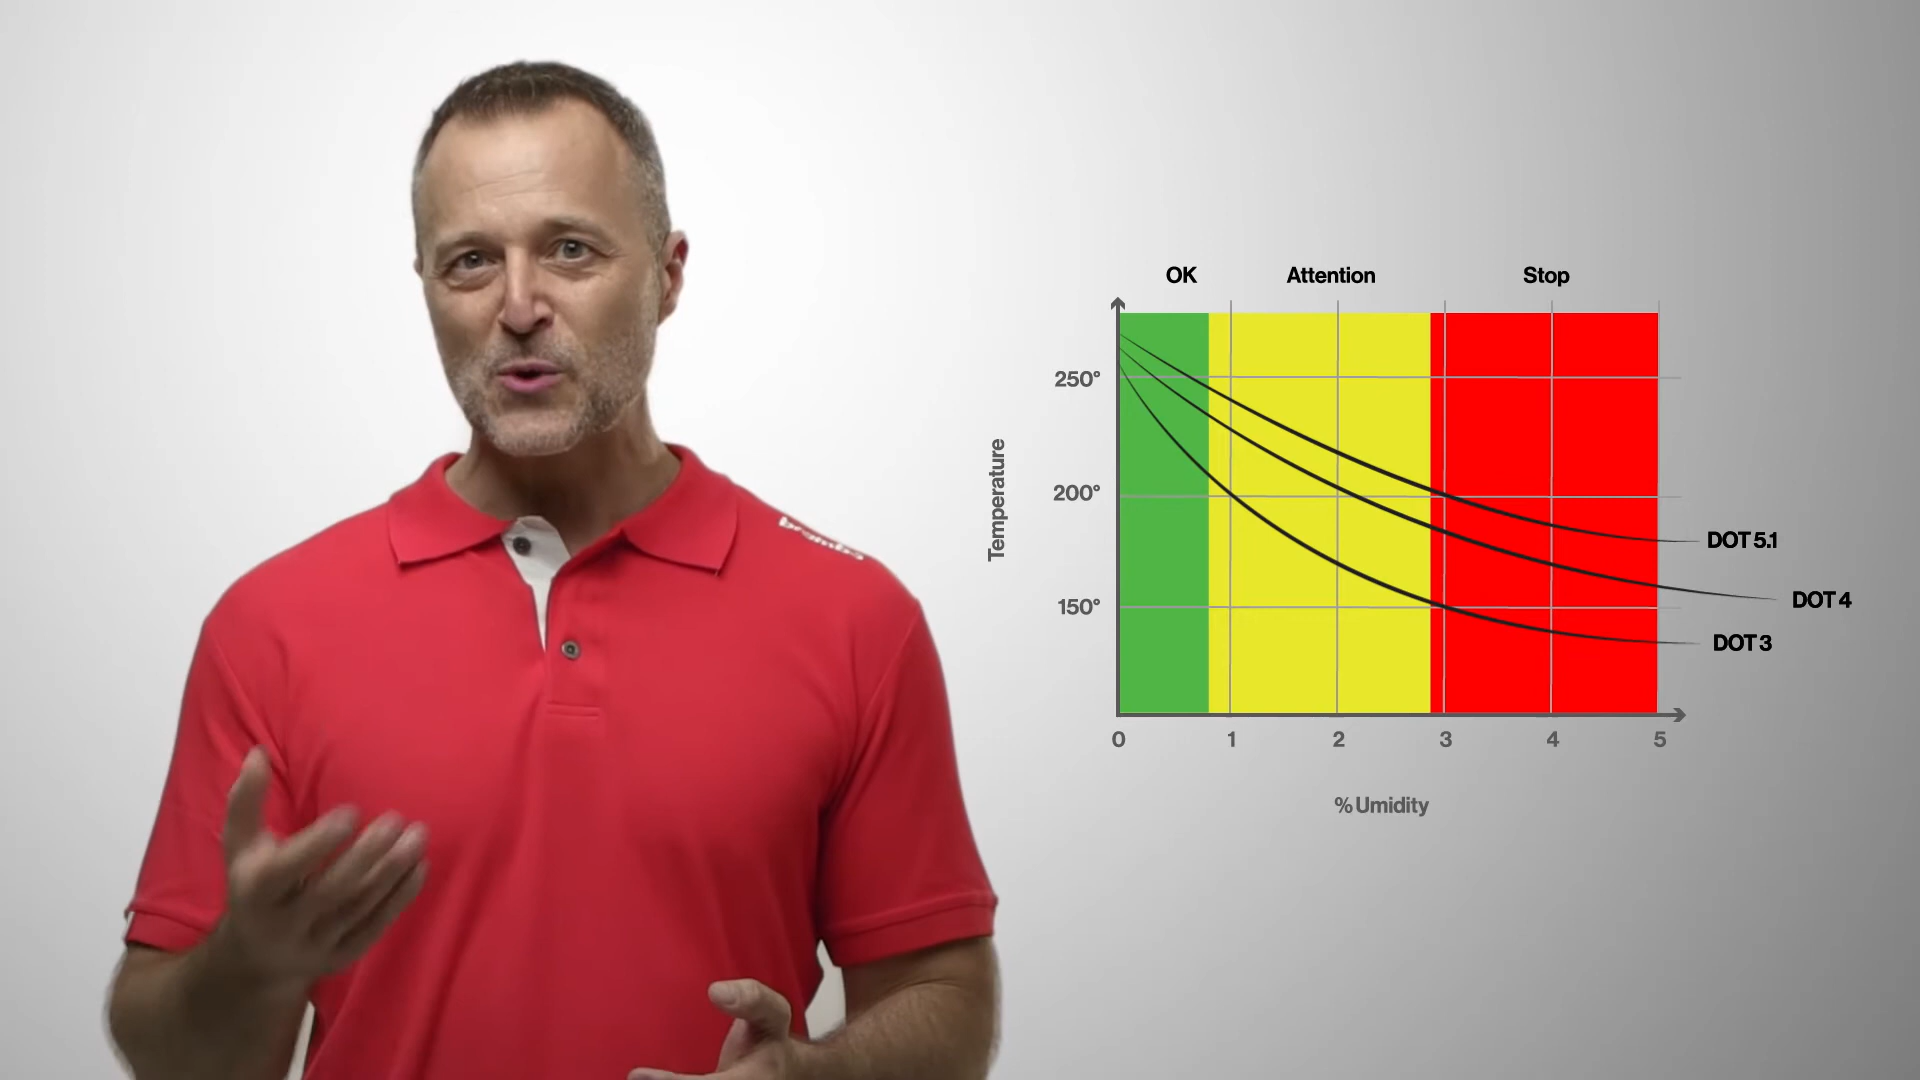 OK Attention Stop
250°
200°
150°
Temperature
DOT 5.1
DOT 4
DOT 3
0 1 2 3 4 5
% Umidity
brembo